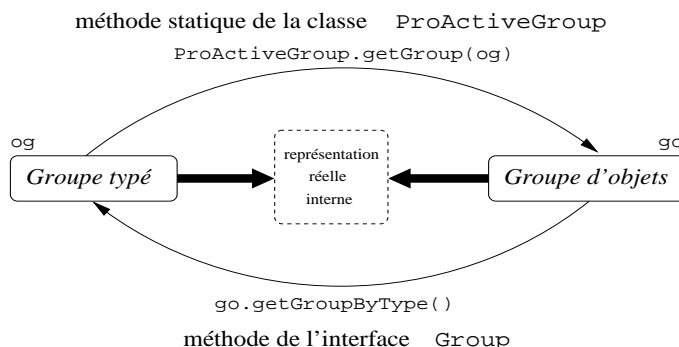 méthode statique de la classe ProActiveGroup
ProActiveGroup.getGroup(og)
og
go
Groupe typé
représentation
réelle
interne
Groupe d'objets
go.getGroupByType()
méthode de l'interface Group